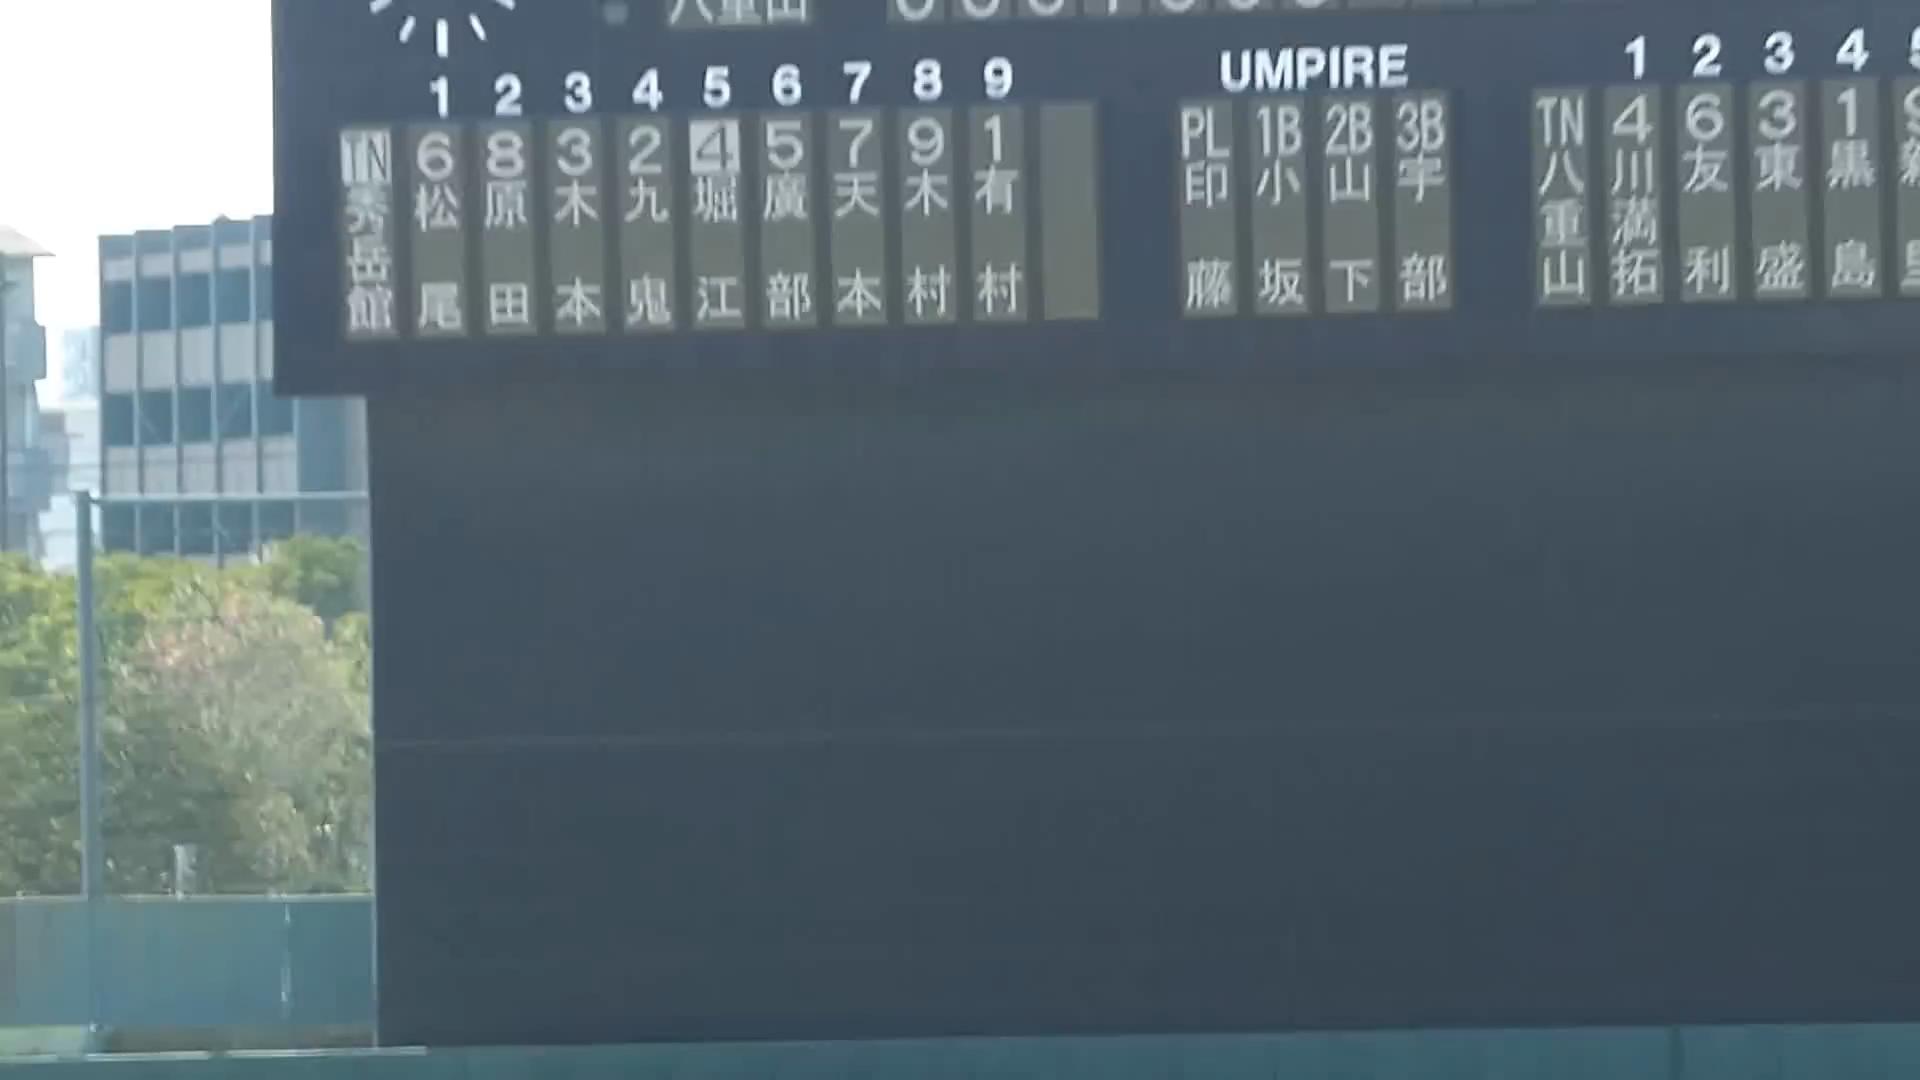 八重山
1 2 3 4 5 6 7 8 9
TN 6 8 3 2 4 5 7 9 1
秀岳館
松尾
原田
木本
九鬼
堀江
廣部
天本
木村
有村
UMPIRE
PL 1B 2B 3B
印藤
小坂
山下
宇部
1 2 3 4
TN 4 6 3 1
八重山
川満拓
友利
東盛
黒島